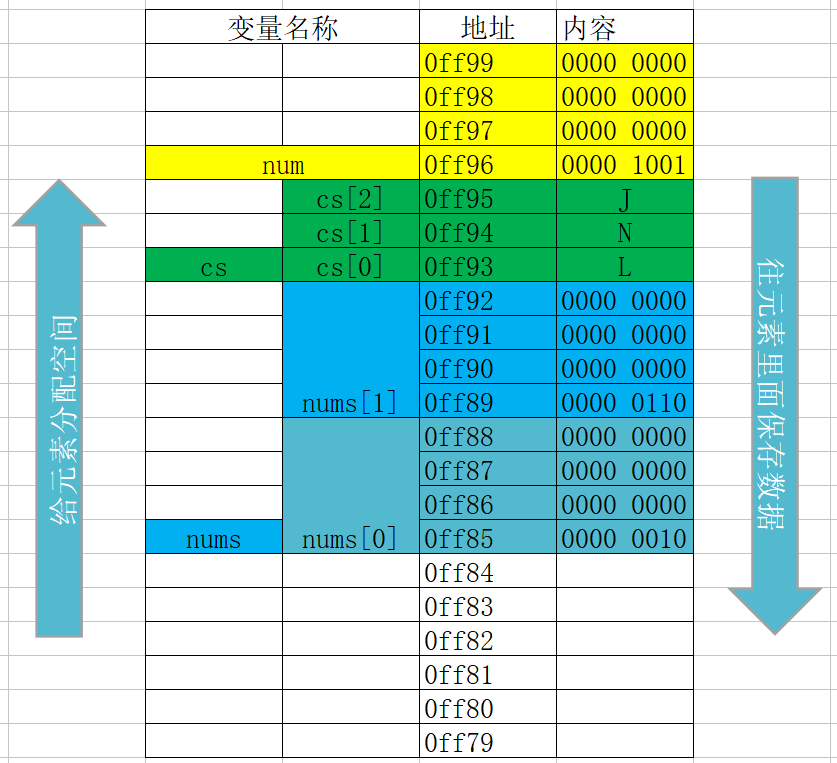 变量名称 地址 内容
0ff99 0000 0000
0ff98 0000 0000
0ff97 0000 0000
num 0ff96 0000 1001
cs[2] 0ff95 J
cs[1] 0ff94 N
cs cs[0] 0ff93 L
0ff92 0000 0000
0ff91 0000 0000
0ff90 0000 0000
nums[1] 0ff89 0000 0110
0ff88 0000 0000
0ff87 0000 0000
0ff86 0000 0000
nums nums[0] 0ff85 0000 0010
0ff84
0ff83
0ff82
0ff81
0ff80
0ff79
给元素分配空间
往元素里面保存数据